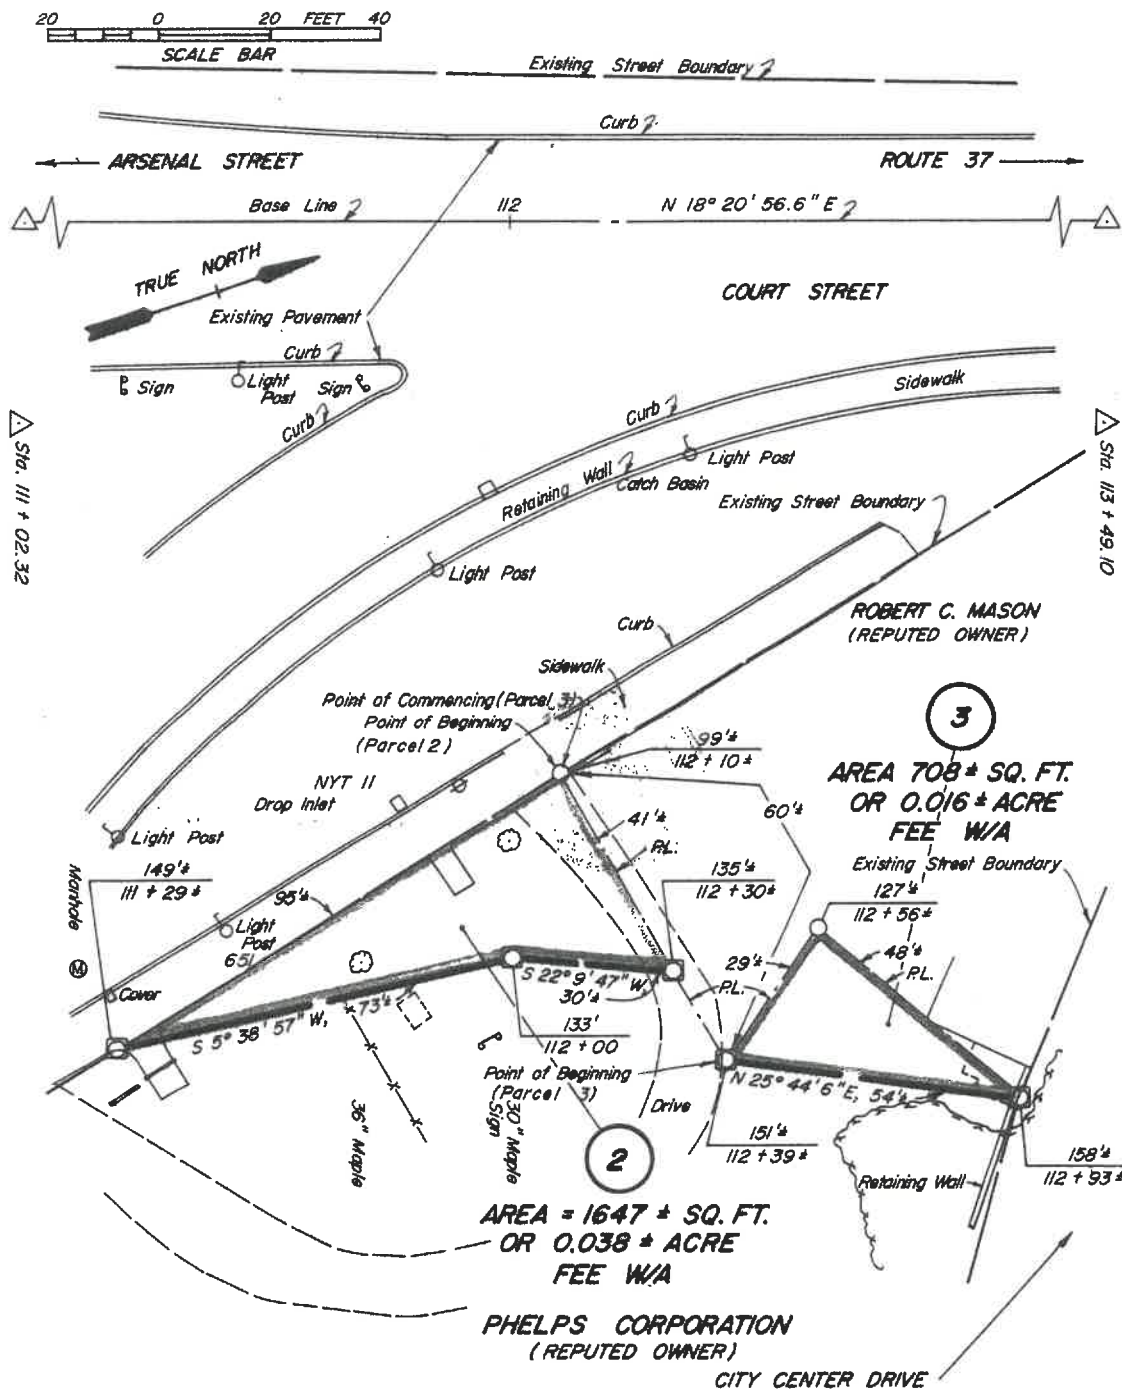 20 0 20 FEET 40
SCALE BAR
Existing Street Boundary
Curb
ARSENAL STREET
ROUTE 37
Base Line
112
N 18° 20' 56.6" E
TRUE NORTH
COURT STREET
Existing Pavement
Curb
Sign
Light
Post
Sign
Curb
Sidewalk
Curb
Sta. 111 + 02.32
Sta. 113 + 49.10
Retaining Wall
Light Post
Catch Basin
Existing Street Boundary
Light Post
ROBERT C. MASON
(REPUTED OWNER)
Curb
Sidewalk
Point of Commencing (Parcel 3)
Point of Beginning
(Parcel 2)
3
99'±
112 + 10±
NYT 11
Drop Inlet
AREA 708± SQ. FT.
OR 0.016± ACRE
FEE W/A
60'±
41'±
P.L.
Light Post
Manhole
149'±
111 + 29±
135'±
112 + 30±
Existing Street Boundary
127'±
112 + 56±
95'±
Light
Post
651
M
48'±
P.L.
29'±
P.L.
Cover
S 22° 9' 47" W,
30'±
S 5° 38' 57" W, 73'±
133'
112 + 00
Point of Beginning
(Parcel 3)
N 25° 44' 6" E, 54'±
Drive
36" Maple
30" Maple
Sign
2
151'±
112 + 39±
158'±
112 + 93±
Retaining Wall
AREA = 1647 ± SQ. FT.
OR 0.038 ± ACRE
FEE W/A
PHELPS CORPORATION
(REPUTED OWNER)
CITY CENTER DRIVE